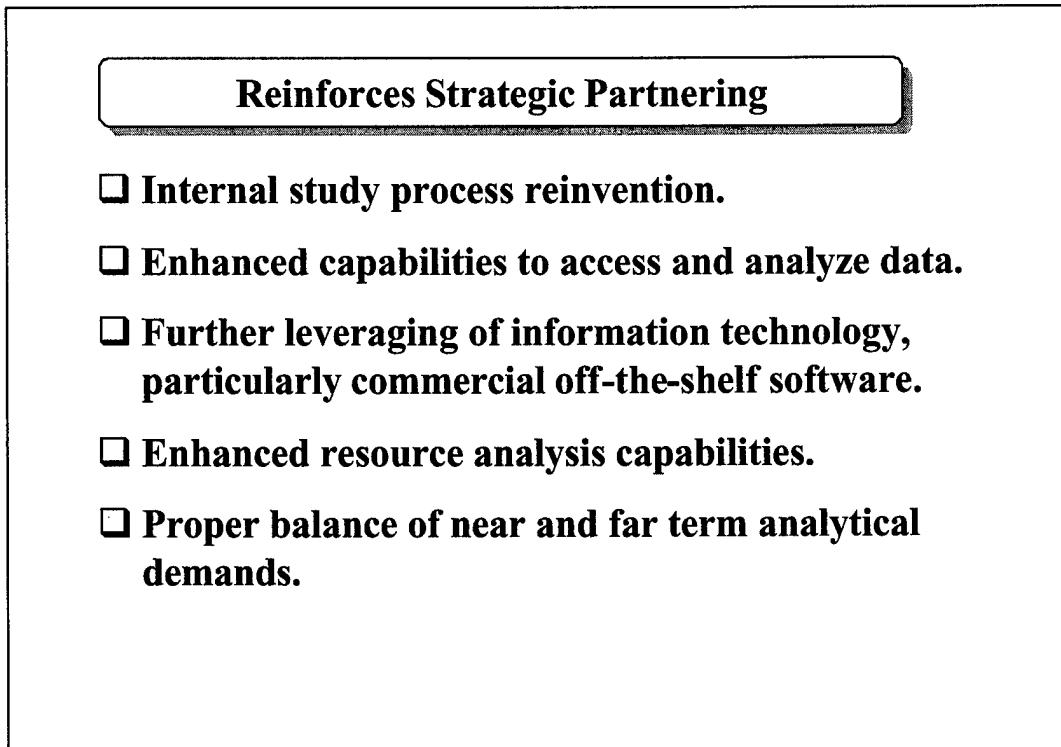 Reinforces Strategic Partnering
❑ Internal study process reinvention.
❑ Enhanced capabilities to access and analyze data.
❑ Further leveraging of information technology,
particularly commercial off-the-shelf software.
❑ Enhanced resource analysis capabilities.
❑ Proper balance of near and far term analytical
demands.